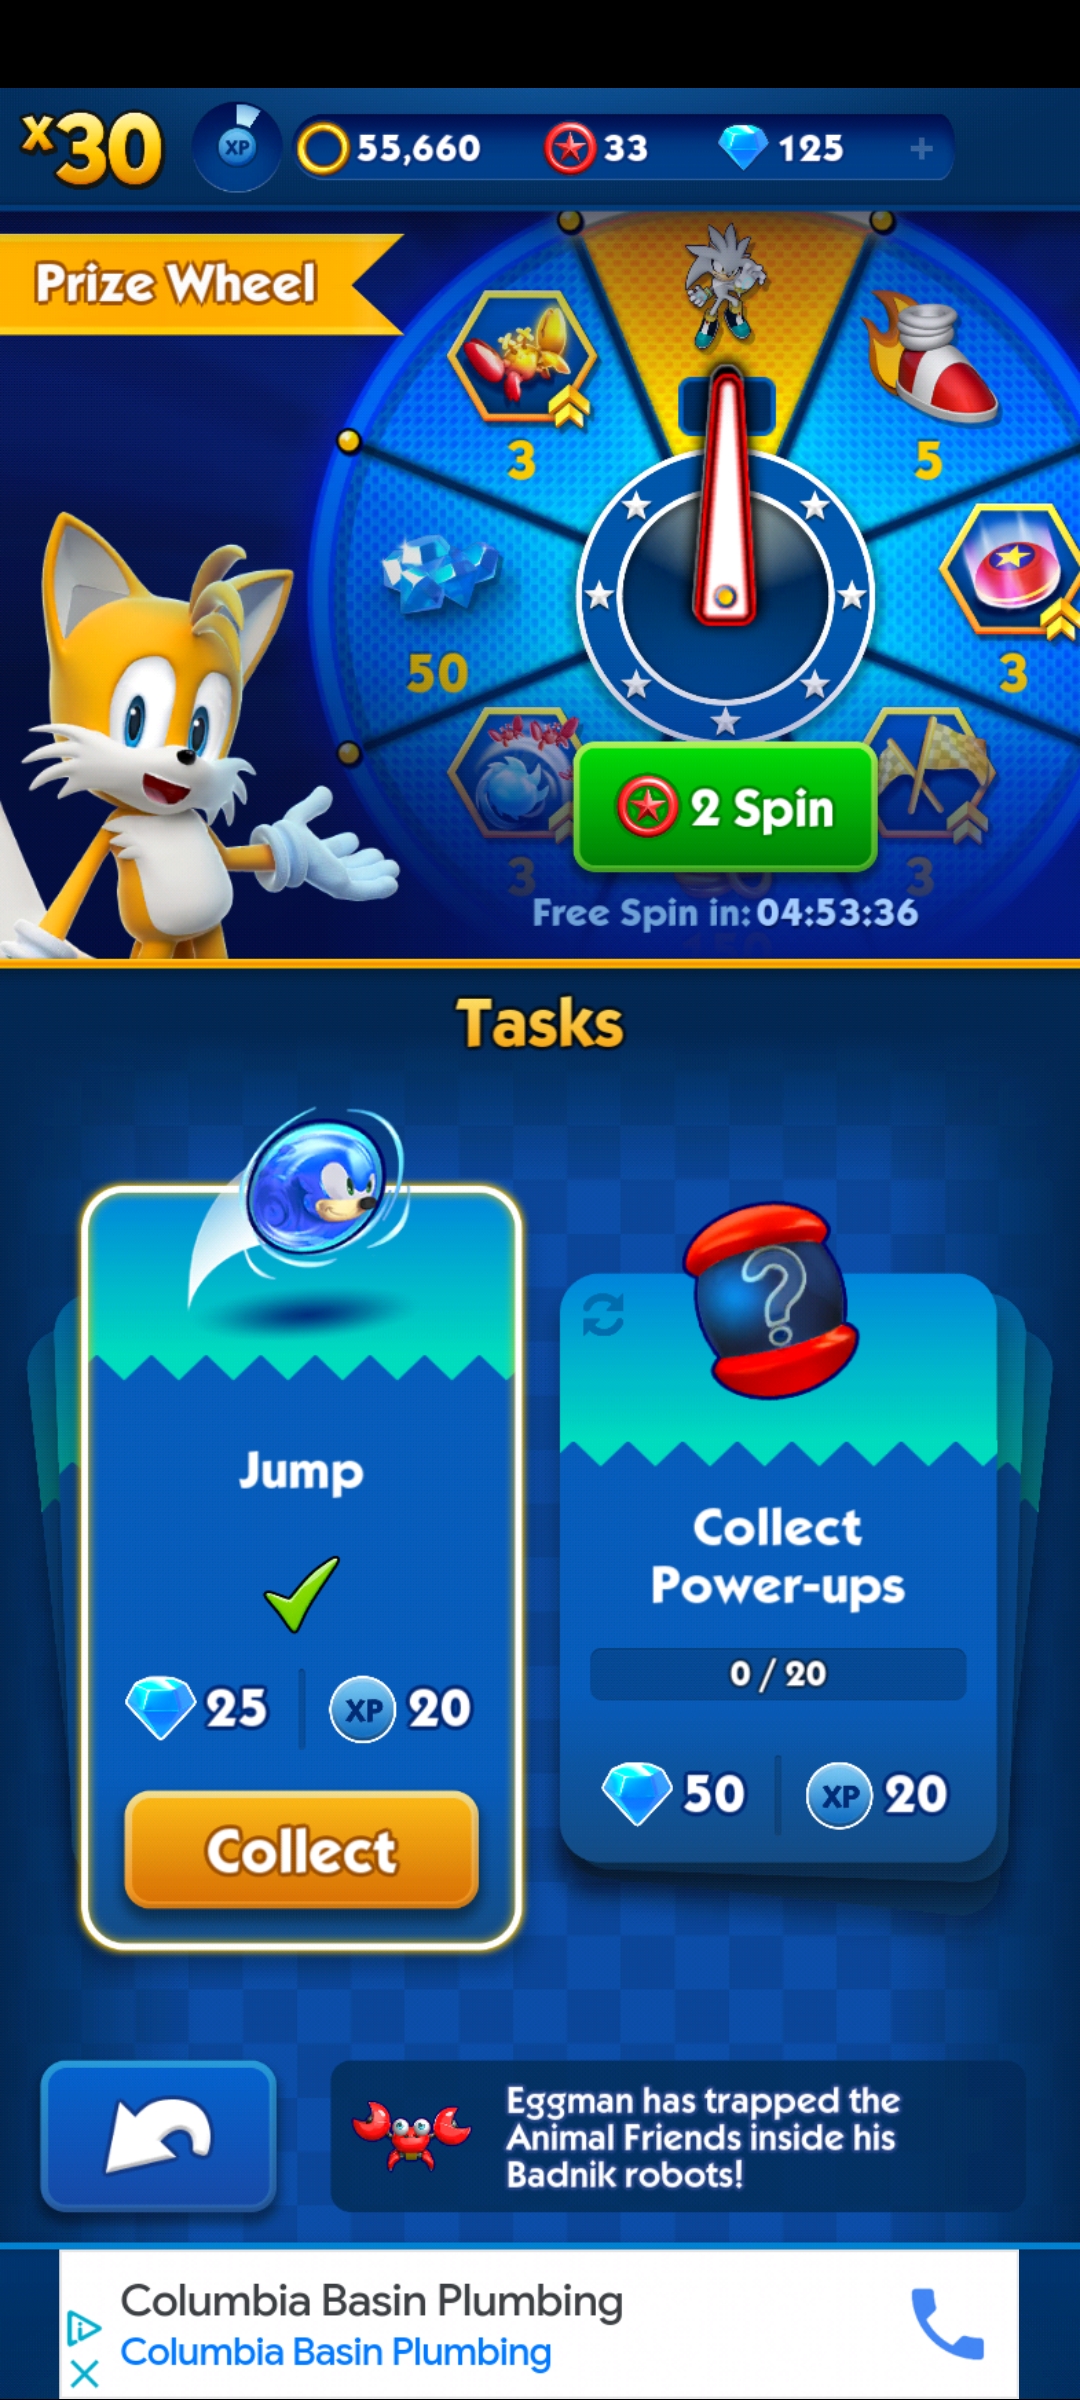 x30
XP
55,660
33
125
+
Prize Wheel
3
5
50
3
2 Spin
3
3
Free Spin in: 04:53:36
Tasks
Jump
Collect
Power-ups
0 / 20
25
XP
20
50
XP
20
Collect
Eggman has trapped the
Animal Friends inside his
Badnik robots!
Columbia Basin Plumbing
Columbia Basin Plumbing